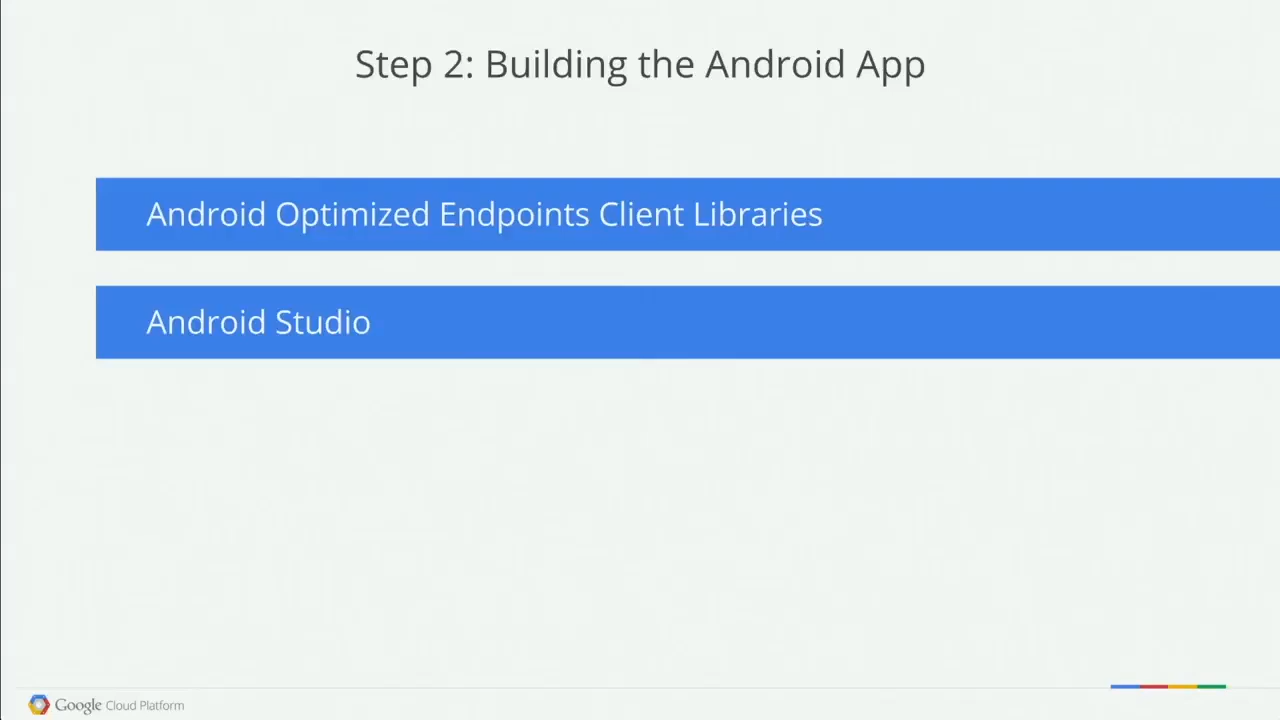 Step 2: Building the Android App
Android Optimized Endpoints Client Libraries
Android Studio
Google Cloud Platform